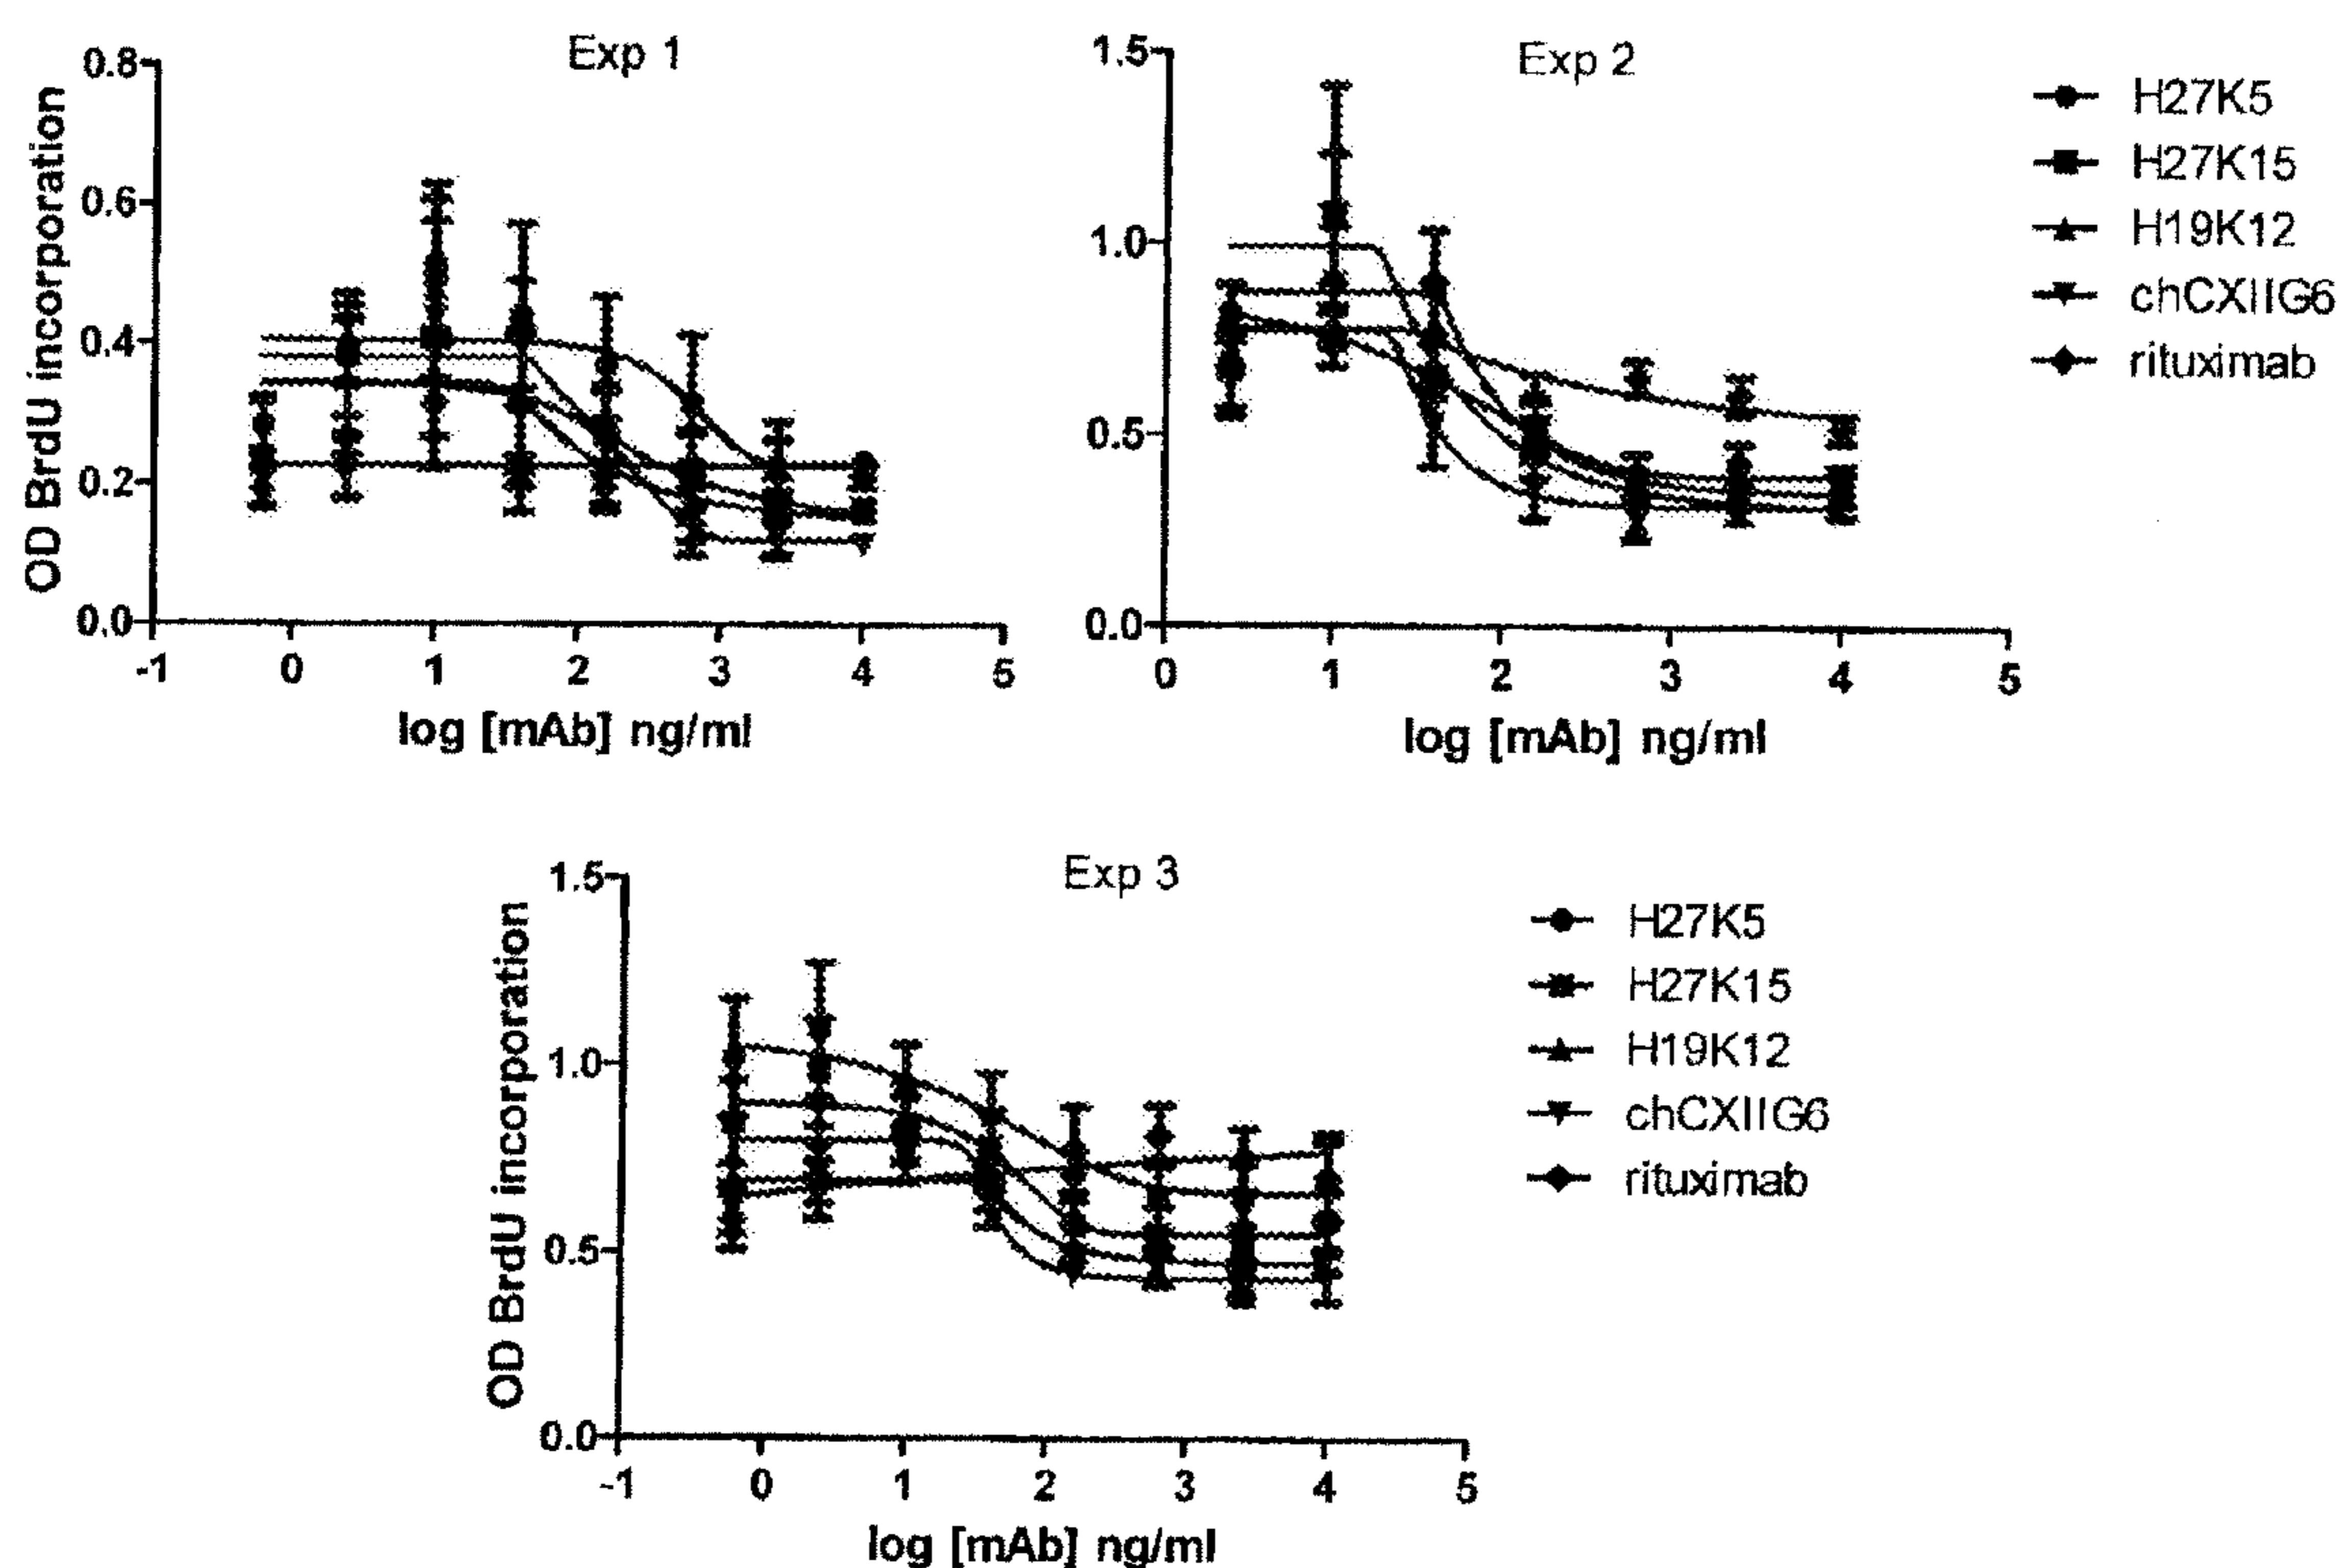 Exp 1
0.8
0.6
0.4
0.2
0.0
-1 0 1 2 3 4 5
OD BrdU incorporation
log [mAb] ng/ml
Exp 2
1.5
1.0
0.5
0.0
0 1 2 3 4 5
log [mAb] ng/ml
H27K5
H27K15
H19K12
chCXIIG6
rituximab
Exp 3
1.5
1.0
0.5
0.0
-1 0 1 2 3 4 5
OD BrdU incorporation
log [mAb] ng/ml
H27K5
H27K15
H19K12
chCXIIG6
rituximab